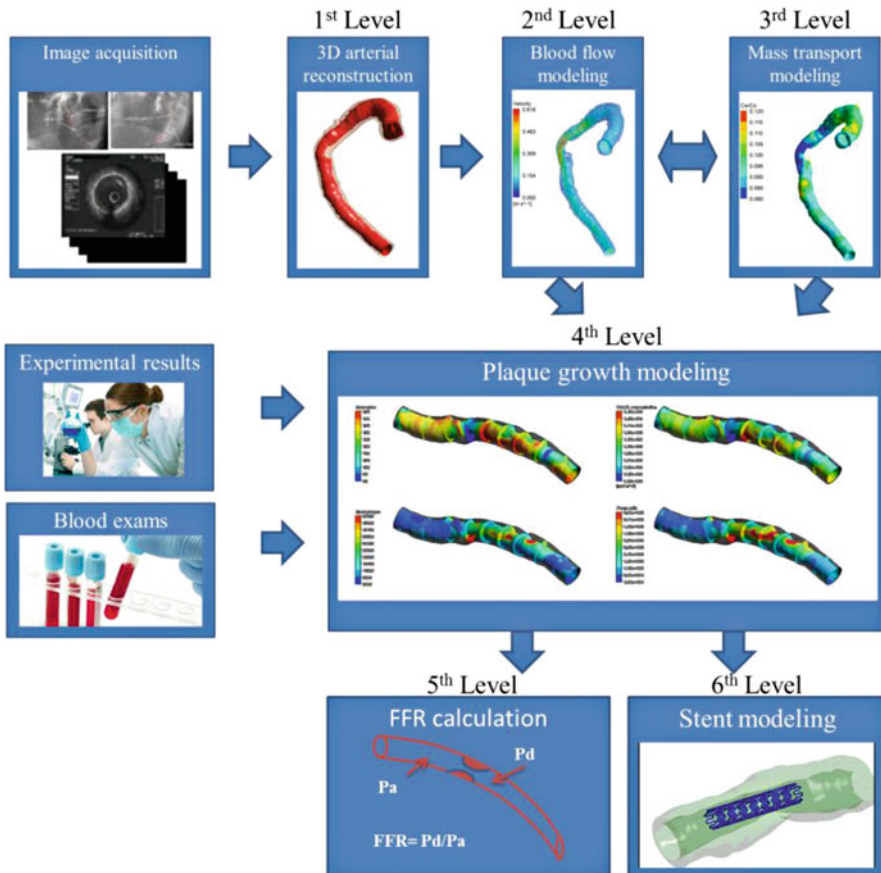 1st Level
2nd Level
3rd Level
Image acquisition
3D arterial
reconstruction
Blood flow
modeling
Mass transport
modeling
Velocity
0.618
0.463
0.309
0.154
0.000
[m s^-1]
0.120
0.115
0.110
0.105
0.100
0.095
0.090
4th Level
Experimental results
Plaque growth modeling
Blood exams
5th Level
6th Level
FFR calculation
Stent modeling
Pd
Pa
FFR= Pd/Pa